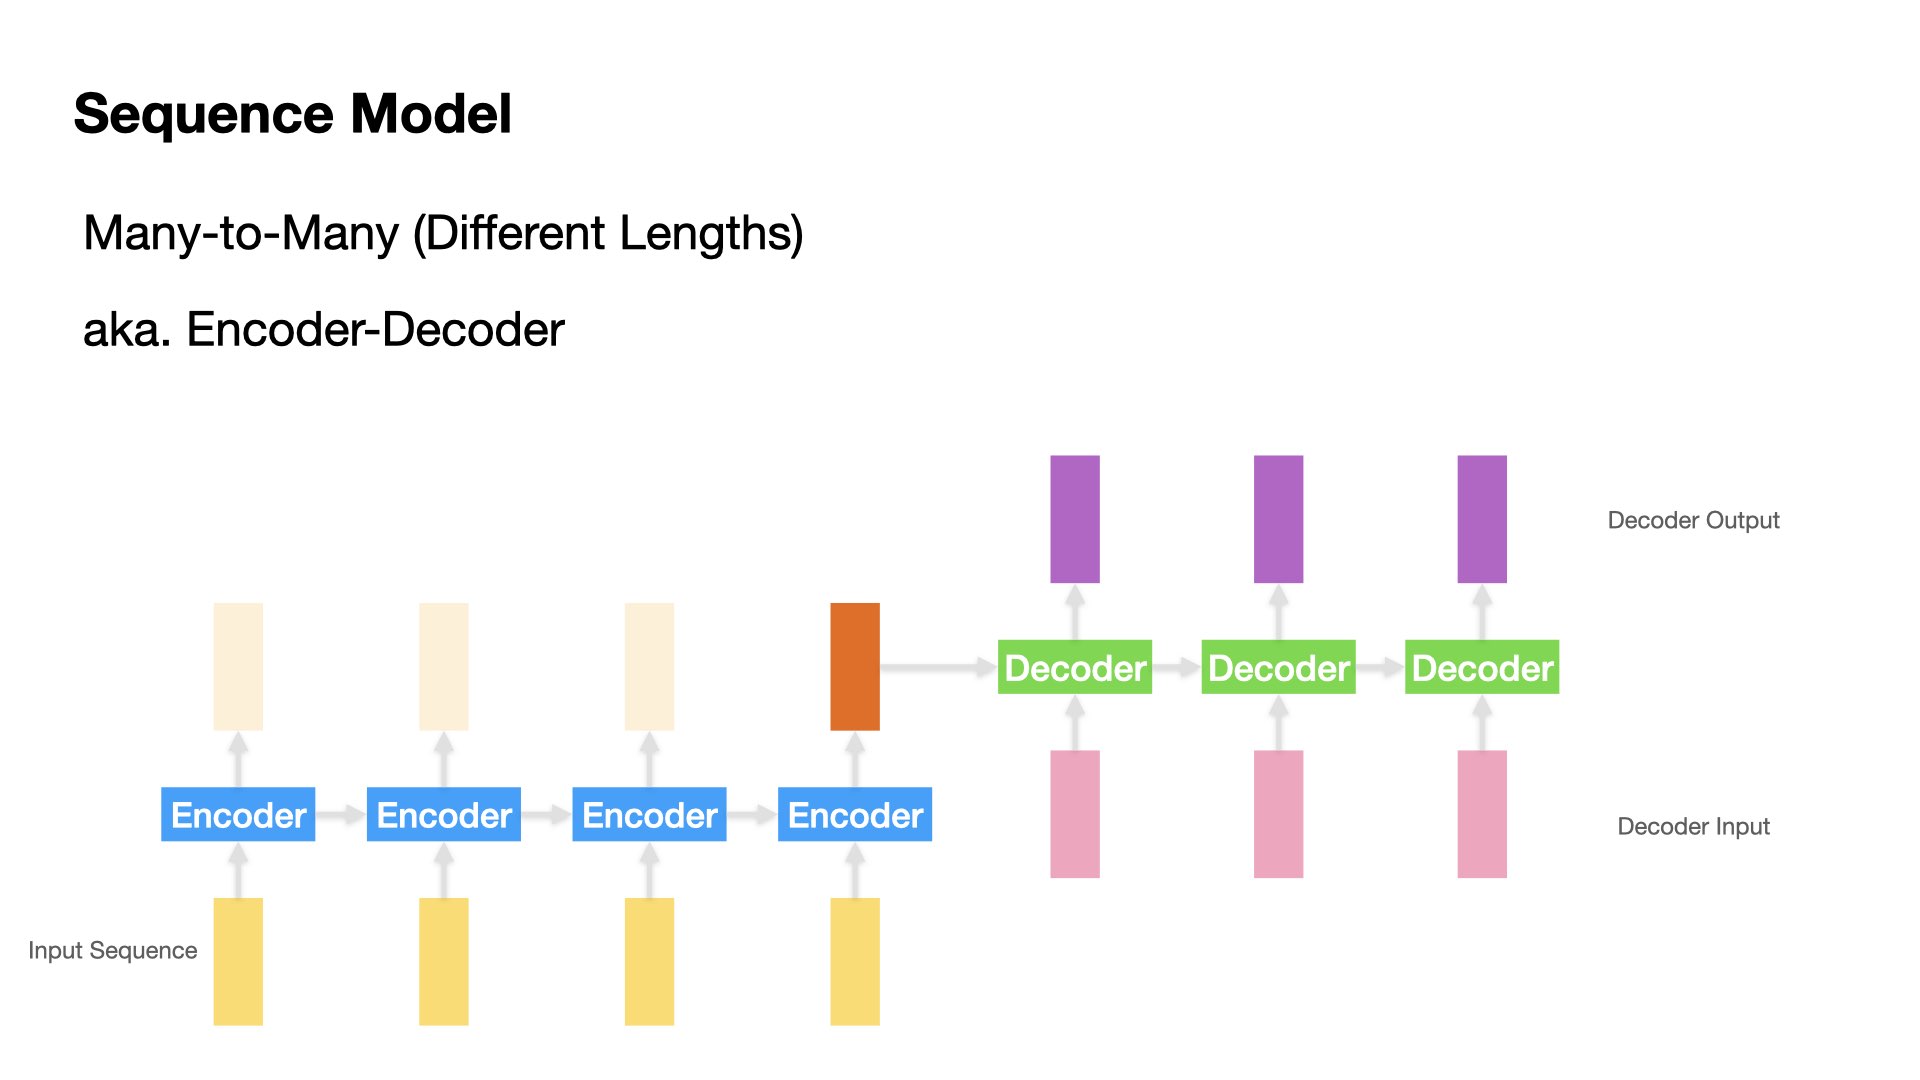 Sequence Model
Many-to-Many (Different Lengths)
aka. Encoder-Decoder
Decoder Output
Decoder Decoder Decoder
Encoder Encoder Encoder Encoder
Decoder Input
Input Sequence